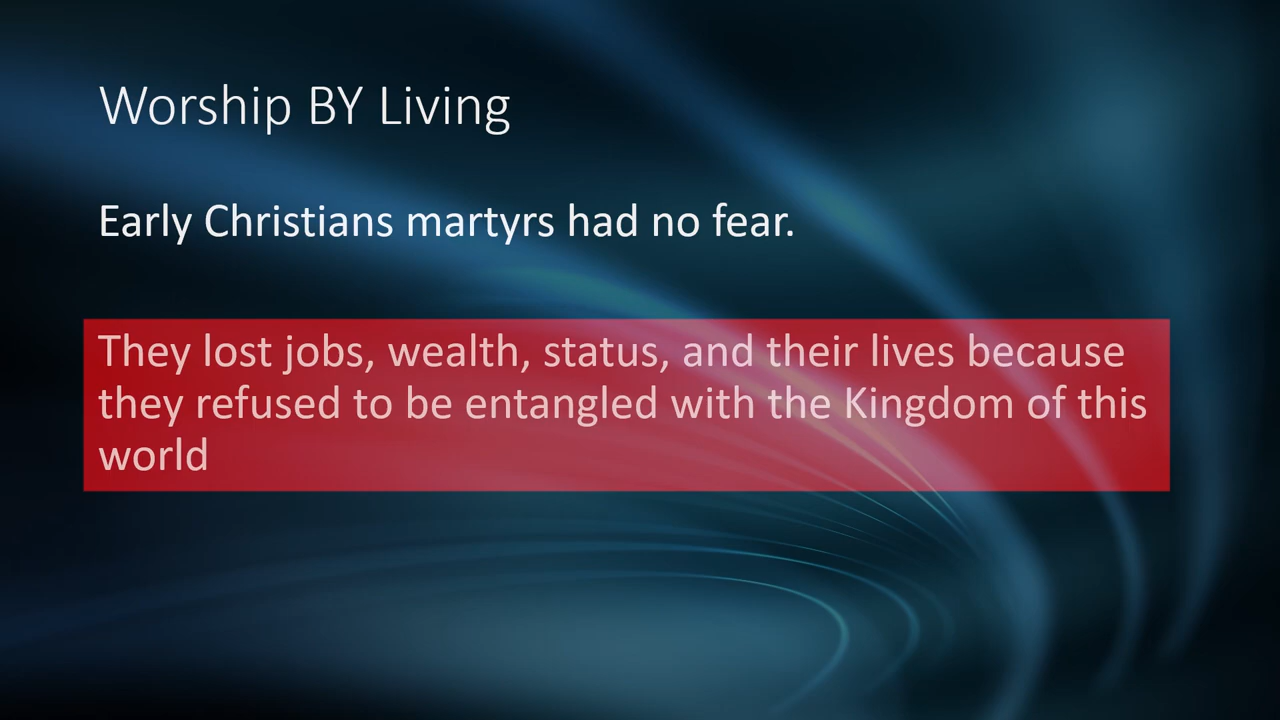 Worship BY Living
Early Christians martyrs had no fear.
They lost jobs, wealth, status, and their lives because
they refused to be entangled with the Kingdom of this
world